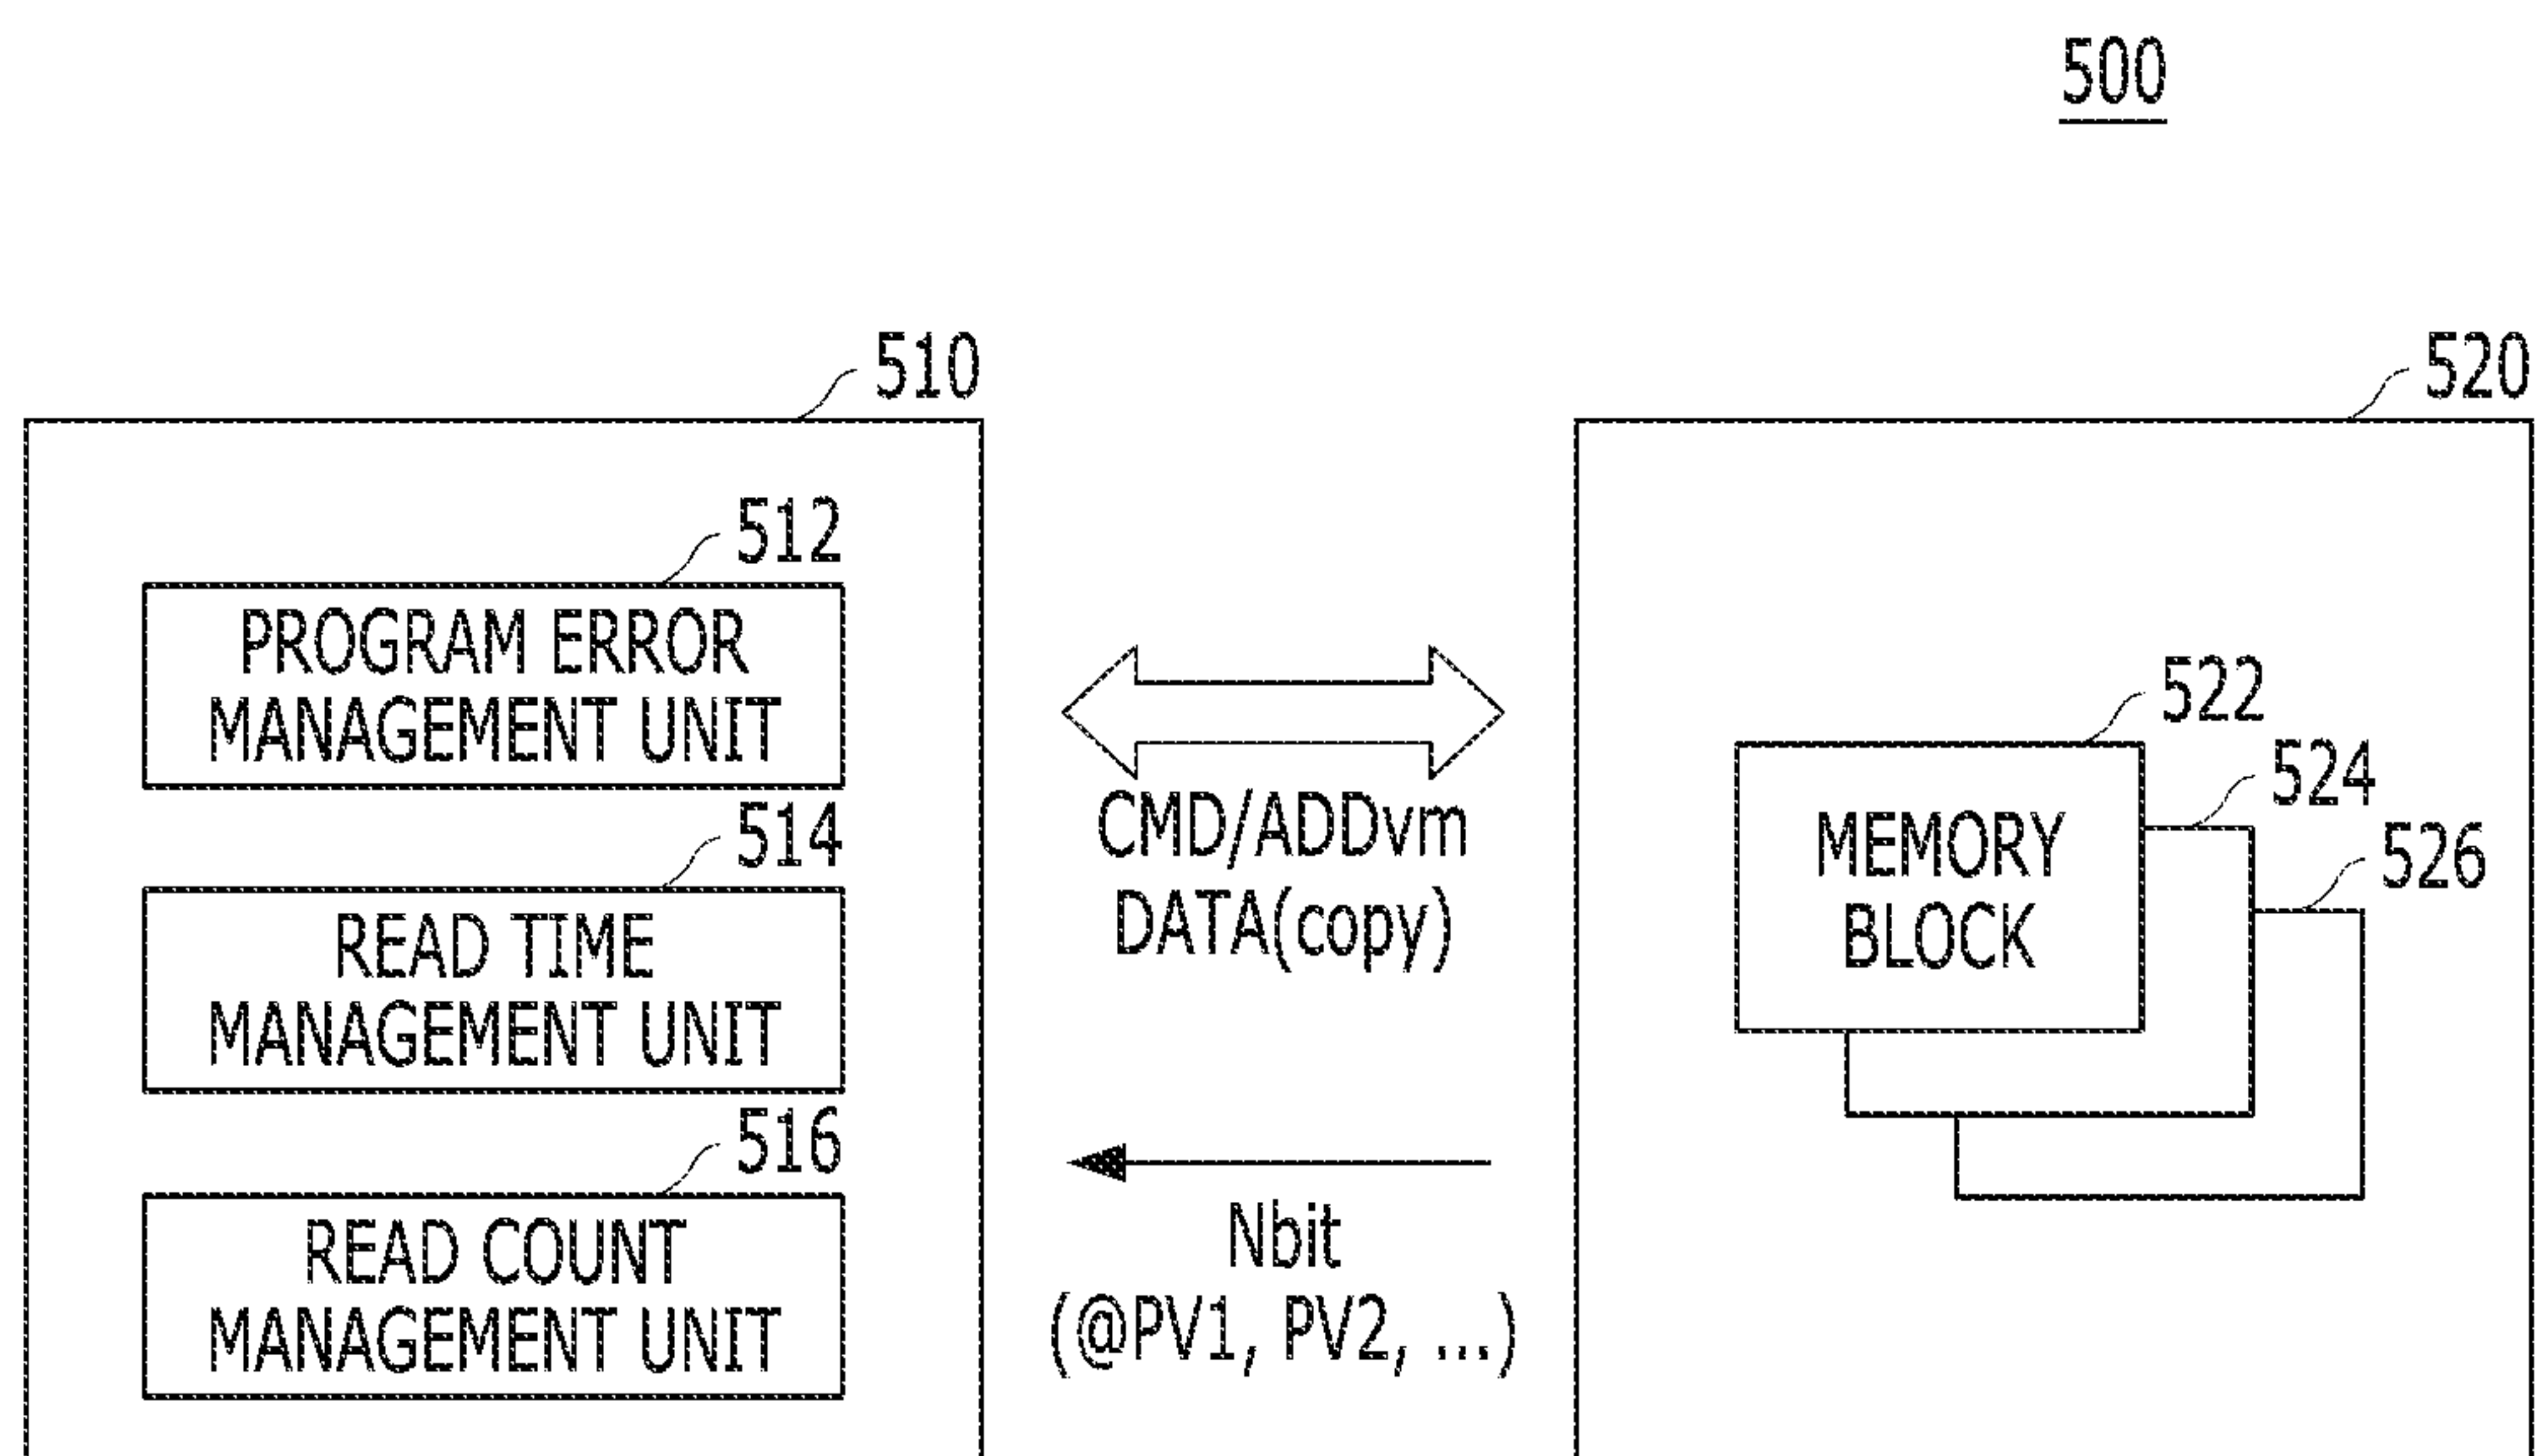 500
510
520
512
PROGRAM ERROR
MANAGEMENT UNIT
514
READ TIME
MANAGEMENT UNIT
516
READ COUNT
MANAGEMENT UNIT
CMD/ADDvm
DATA(copy)
Nbit
(@PV1, PV2, ...)
522
524
526
MEMORY
BLOCK